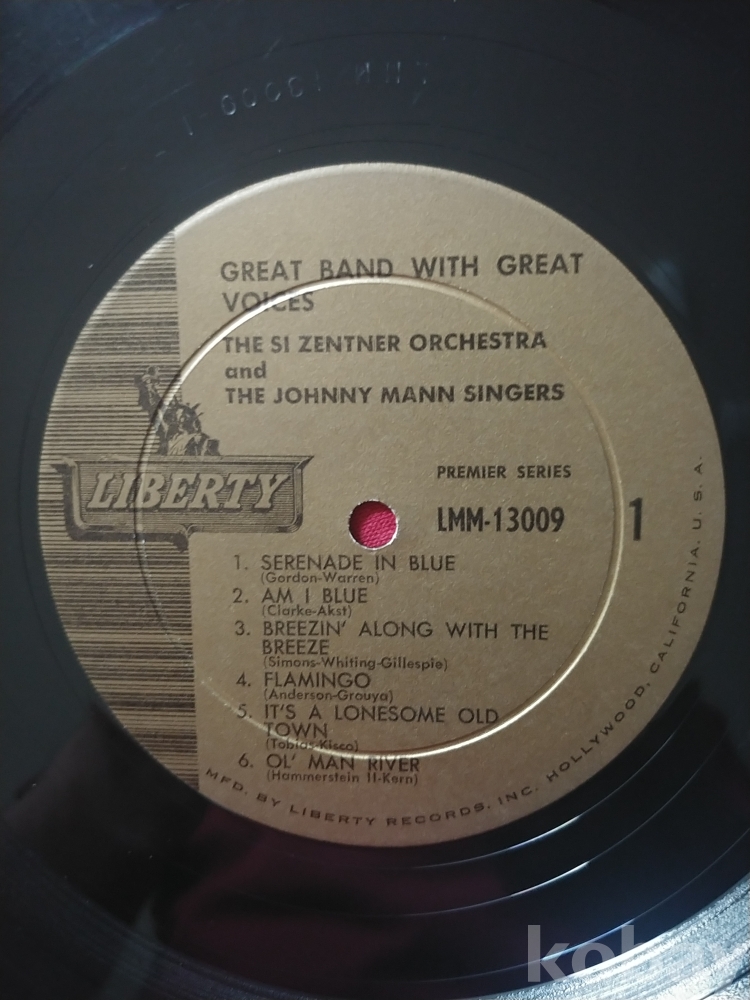 GREAT BAND WITH GREAT
VOICES
THE SI ZENTNER ORCHESTRA
and
THE JOHNNY MANN SINGERS
LIBERTY
PREMIER SERIES
LMM-13009
1
1. SERENADE IN BLUE
(Gordon-Warren)
2. AM I BLUE
(Clarke-Akst)
3. BREEZIN' ALONG WITH THE
BREEZE
(Simons-Whiting-Gillespie)
4. FLAMINGO
(Anderson-Grouya)
5. IT'S A LONESOME OLD
TOWN
(Tobias-Kisco)
6. OL' MAN RIVER
(Hammerstein II-Kern)
MFD. BY LIBERTY RECORDS, INC. HOLLYWOOD, CALIFORNIA, U. S. A.